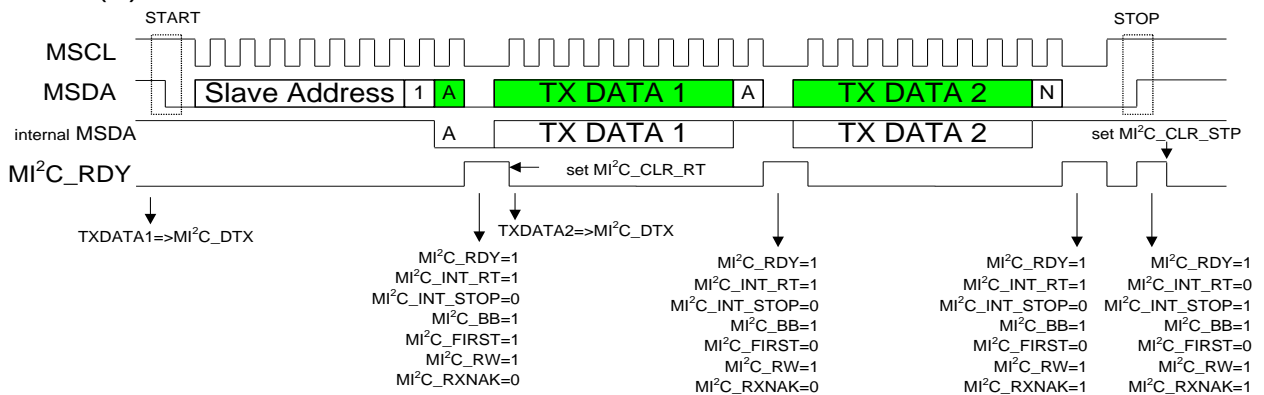 START STOP
MSCL
MSDA Slave Address 1 A TX DATA 1 A TX DATA 2 N
internal MSDA A TX DATA 1 TX DATA 2 set MI²C_CLR_STP
MI²C_RDY set MI²C_CLR_RT
TXDATA1=>MI²C_DTX TXDATA2=>MI²C_DTX
MI²C_RDY=1
MI²C_INT_RT=1
MI²C_INT_STOP=0
MI²C_BB=1
MI²C_FIRST=1
MI²C_RW=1
MI²C_RXNAK=0
MI²C_RDY=1
MI²C_INT_RT=1
MI²C_INT_STOP=0
MI²C_BB=1
MI²C_FIRST=0
MI²C_RW=1
MI²C_RXNAK=0
MI²C_RDY=1
MI²C_INT_RT=1
MI²C_INT_STOP=0
MI²C_BB=1
MI²C_FIRST=0
MI²C_RW=1
MI²C_RXNAK=1
MI²C_RDY=1
MI²C_INT_RT=0
MI²C_INT_STOP=1
MI²C_BB=1
MI²C_FIRST=0
MI²C_RW=1
MI²C_RXNAK=1